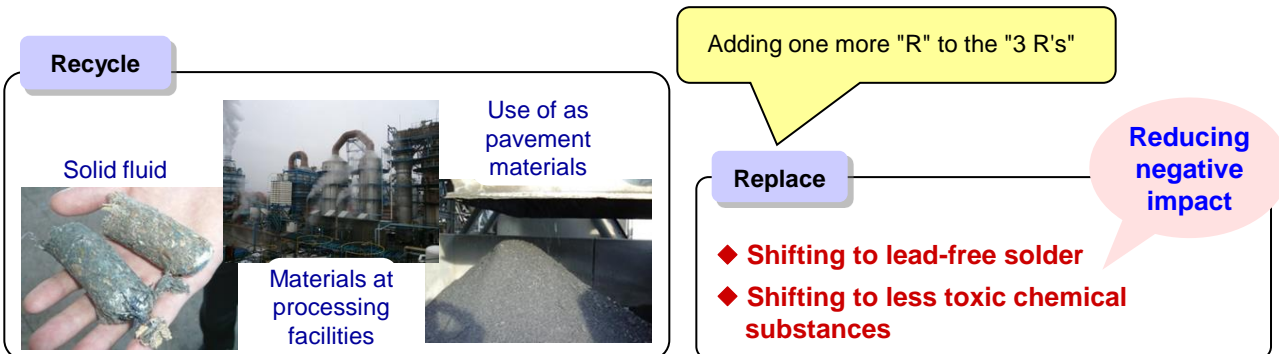 Recycle
Solid fluid
Materials at
processing
facilities
Use of as
pavement
materials
Adding one more "R" to the "3 R's"
Replace
Reducing
negative
impact
◆ Shifting to lead-free solder
◆ Shifting to less toxic chemical
substances